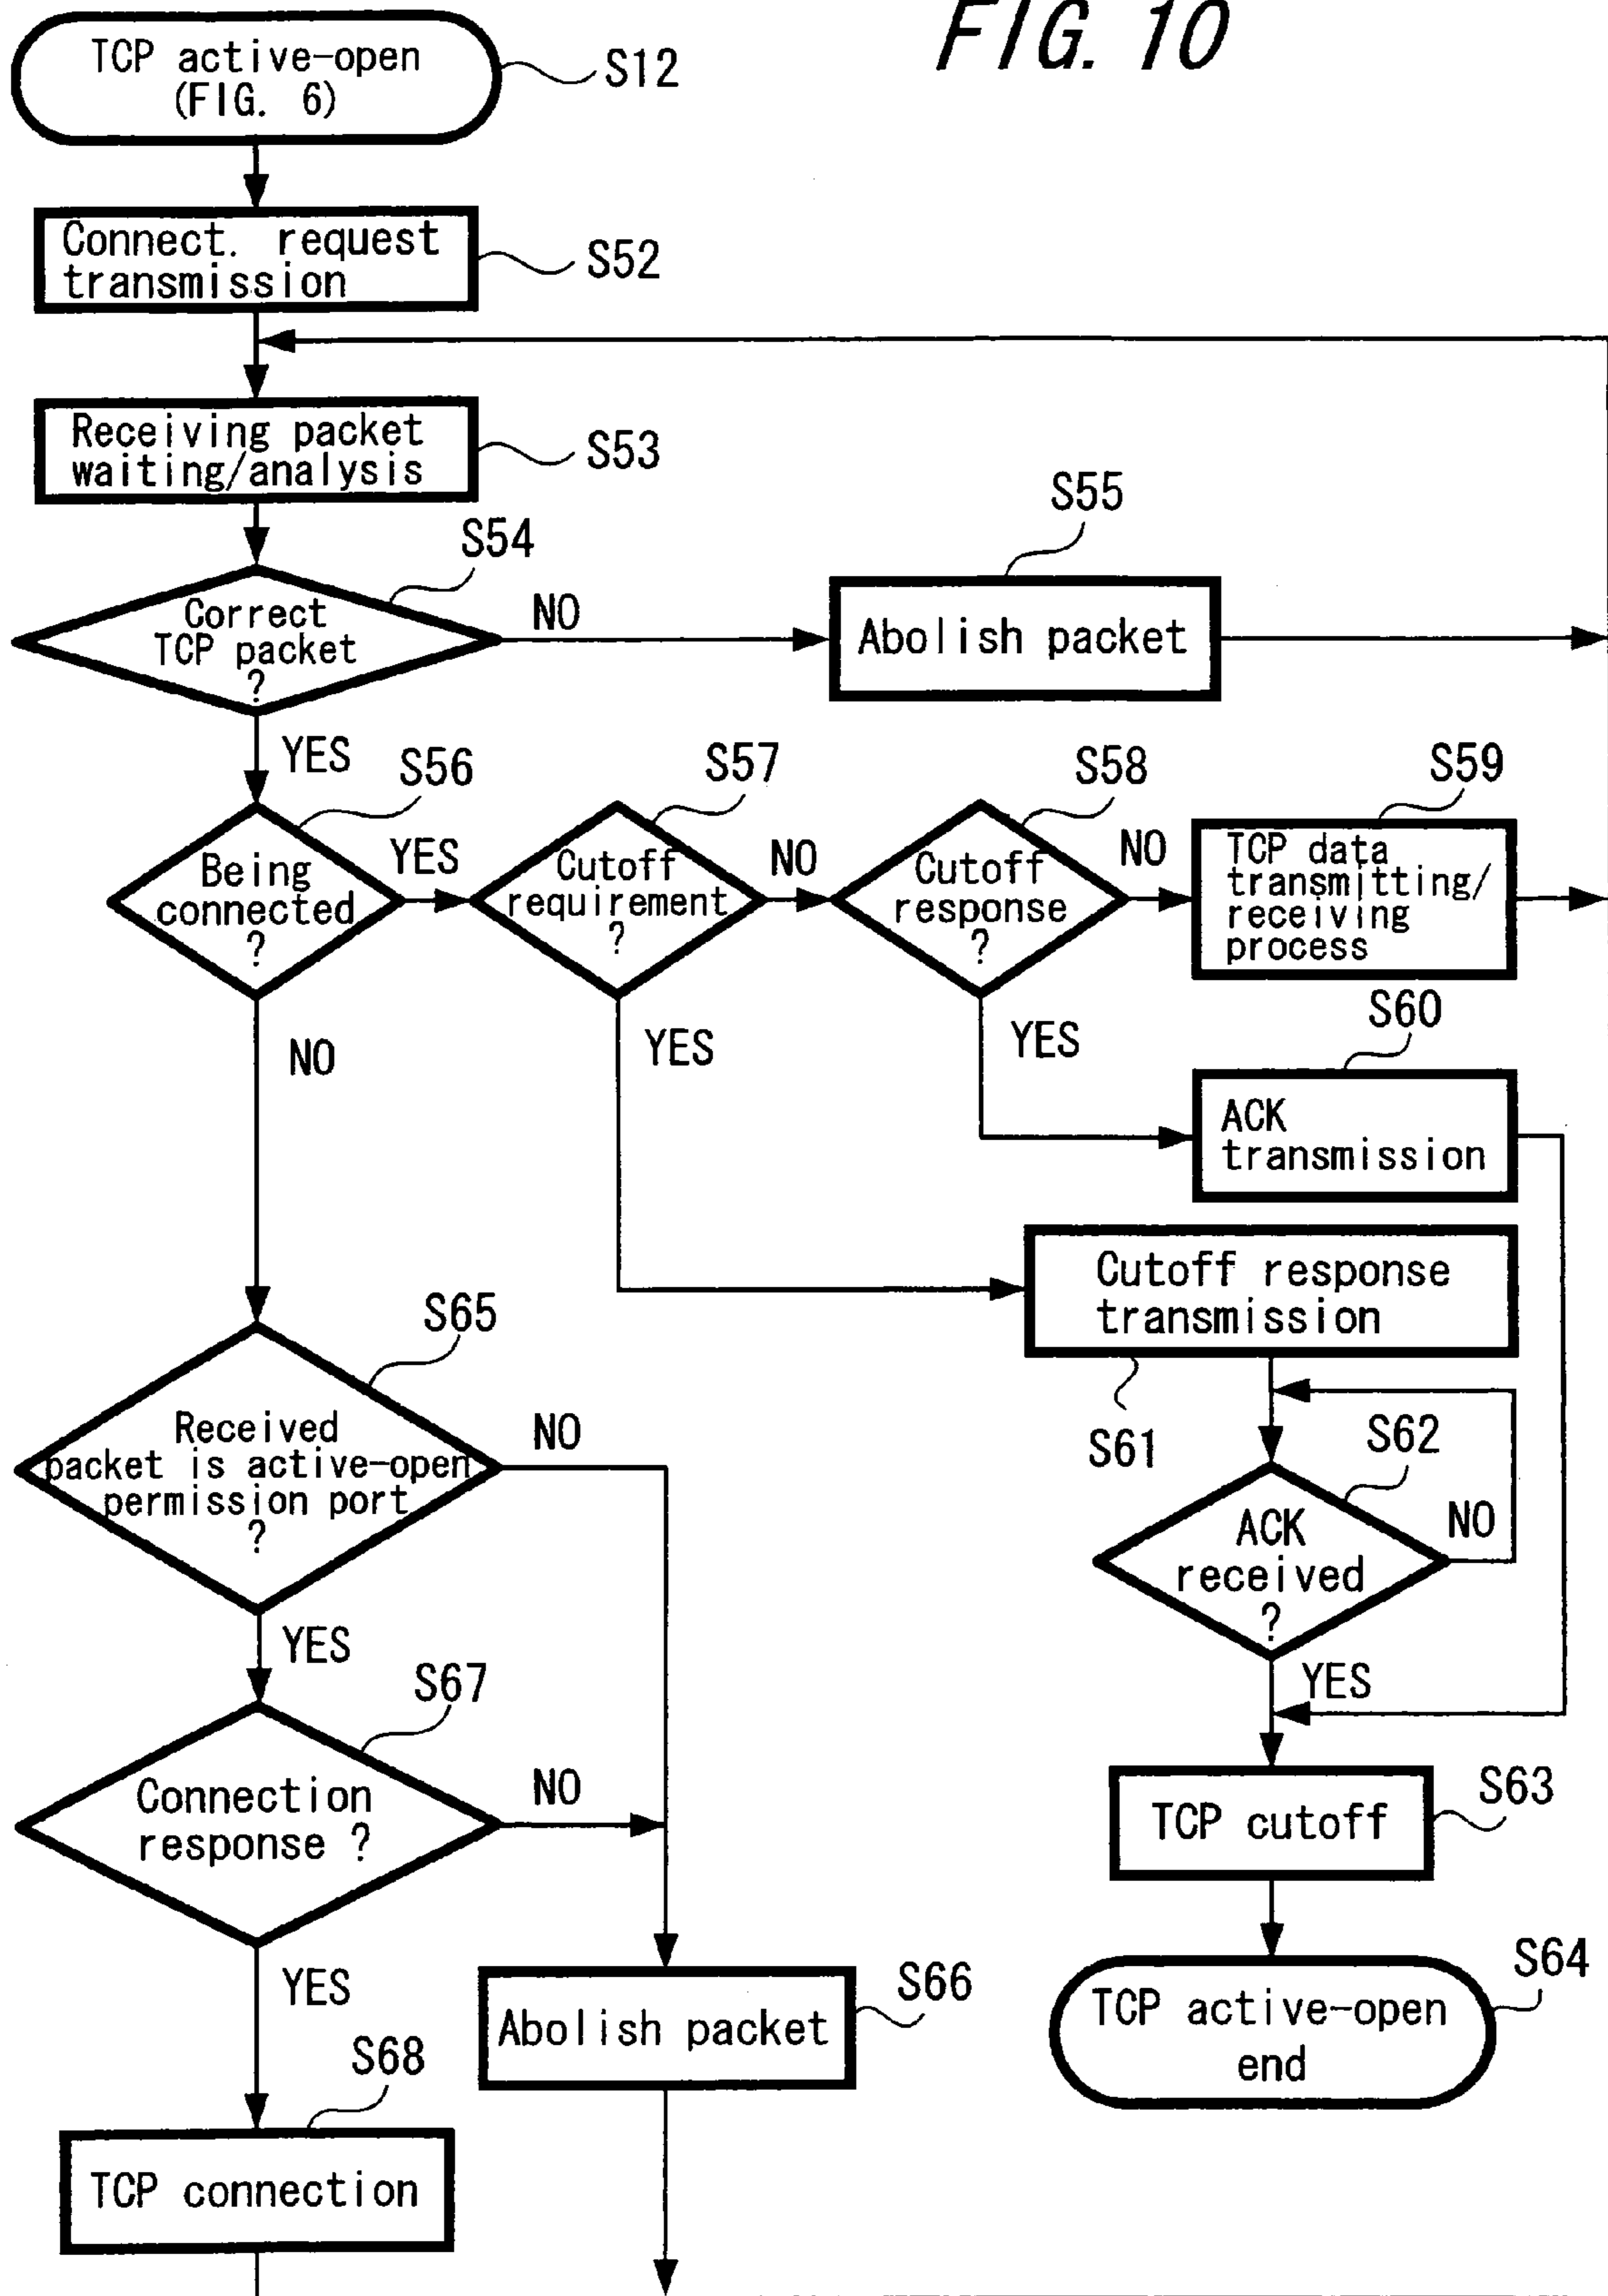 FIG. 10
TCP active-open
(FIG. 6)
S12
Connect. request
transmission
S52
Receiving packet
waiting/analysis
S53
S54
Correct
TCP packet
?
NO
S55
Abolish packet
YES
S56
Being
connected
?
YES
S57
Cutoff
requirement
?
NO
S58
Cutoff
response
?
NO
S59
TCP data
transmitting/
receiving
process
NO
YES
YES
S60
ACK
transmission
Cutoff response
transmission
S61
S62
ACK
received
?
NO
YES
S65
Received
packet is active-open
permission port
?
NO
YES
S67
Connection
response ?
NO
YES
S63
TCP cutoff
S66
Abolish packet
S64
TCP active-open
end
S68
TCP connection